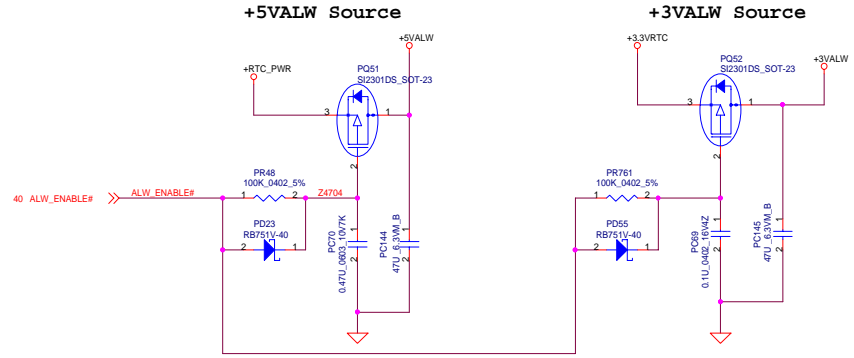 +5VALW Source
+3VALW Source
+5VALW
+3.3VRTC
+RTC_PWR
PQ51
SI2301DS_SOT-23
PQ52
SI2301DS_SOT-23
+3VALW
3
1
2
3
1
2
40 ALW_ENABLE#
ALW_ENABLE#
PR48
100K_0402_5%
1
2
Z4704
PD23
RB751V-40
2
1
PC70
0.47U_0603_10V7K
1
2
PC144
47U_6.3VM_B
1
2
PR761
100K_0402_5%
1
2
PD55
RB751V-40
2
1
PC69
0.1U_0402_16V4Z
1
2
PC145
47U_6.3VM_B
1
2